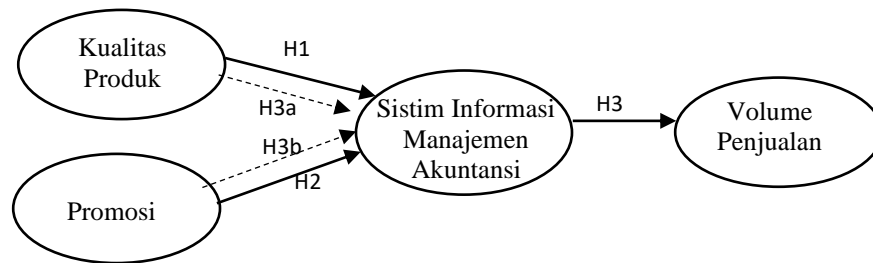 Kualitas
Produk
H1
H3a
H3b
H2
Promosi
Sistim Informasi
Manajemen
Akuntansi
H3
Volume
Penjualan